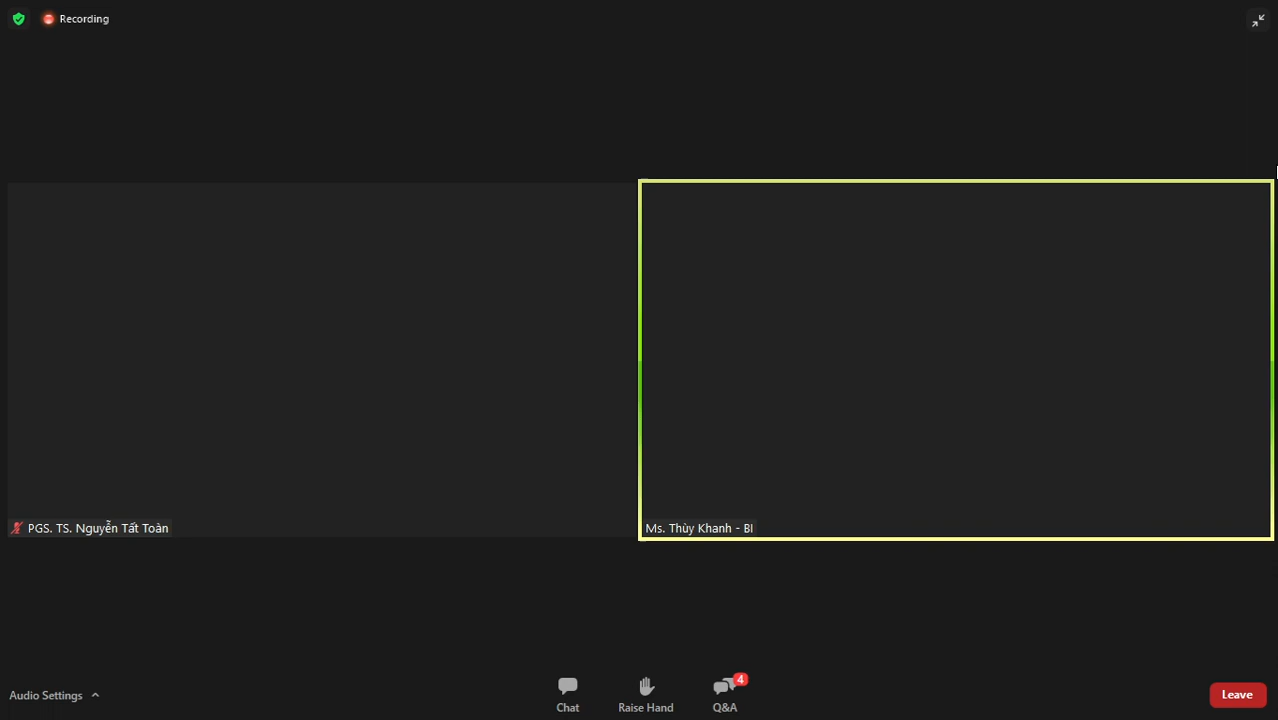 Recording
PGS. TS. Nguyễn Tất Toàn
Ms. Thùy Khanh - BI
Audio Settings
Chat
Raise Hand
4
Q&A
Leave